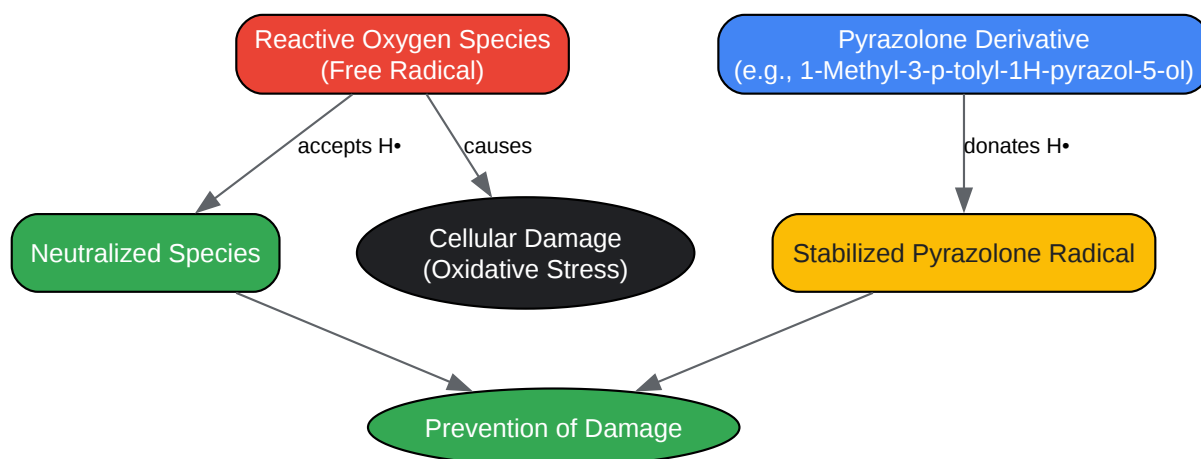 Reactive Oxygen Species
(Free Radical)
Pyrazolone Derivative
(e.g., 1-Methyl-3-p-tolyl-1H-pyrazol-5-ol)
accepts H•
causes
donates H•
Neutralized Species
Cellular Damage
(Oxidative Stress)
Stabilized Pyrazolone Radical
Prevention of Damage